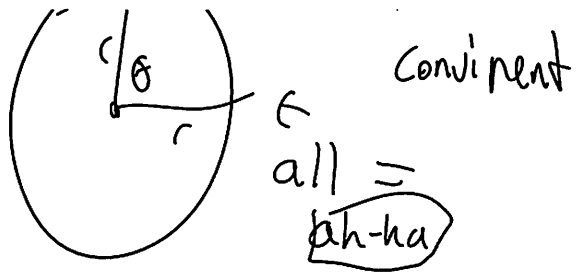 r
θ
convinent
r
all =
ah-ha